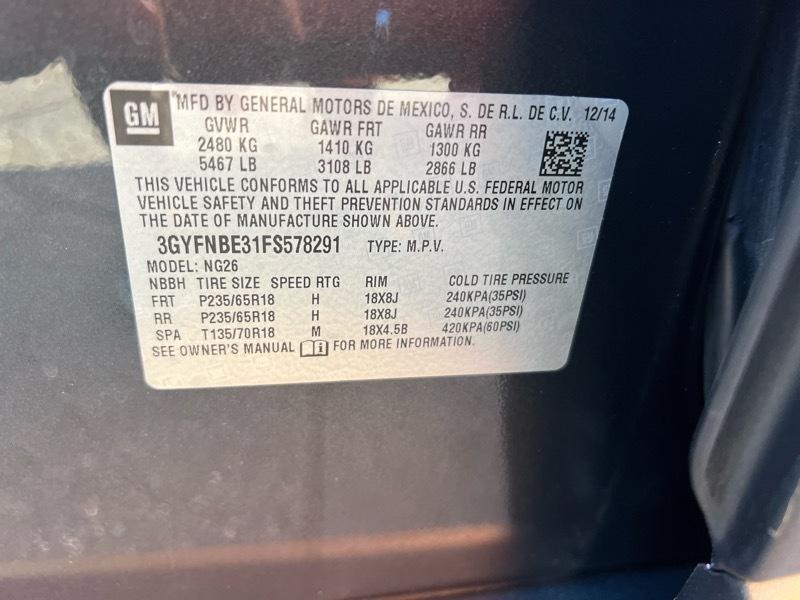 GM MFD BY GENERAL MOTORS DE MEXICO, S. DE R.L. DE C.V. 12/14
GVWR GAWR FRT GAWR RR
2480 KG 1410 KG 1300 KG
5467 LB 3108 LB 2866 LB
THIS VEHICLE CONFORMS TO ALL APPLICABLE U.S. FEDERAL MOTOR
VEHICLE SAFETY AND THEFT PREVENTION STANDARDS IN EFFECT ON
THE DATE OF MANUFACTURE SHOWN ABOVE.
3GYFNBE31FS578291 TYPE: M.P.V.
MODEL: NG26
NBBH TIRE SIZE SPEED RTG RIM COLD TIRE PRESSURE
FRT P235/65R18 H 18X8J 240KPA(35PSI)
RR P235/65R18 H 18X8J 240KPA(35PSI)
SPA T135/70R18 M 18X4.5B 420KPA(60PSI)
SEE OWNER'S MANUAL FOR MORE INFORMATION.